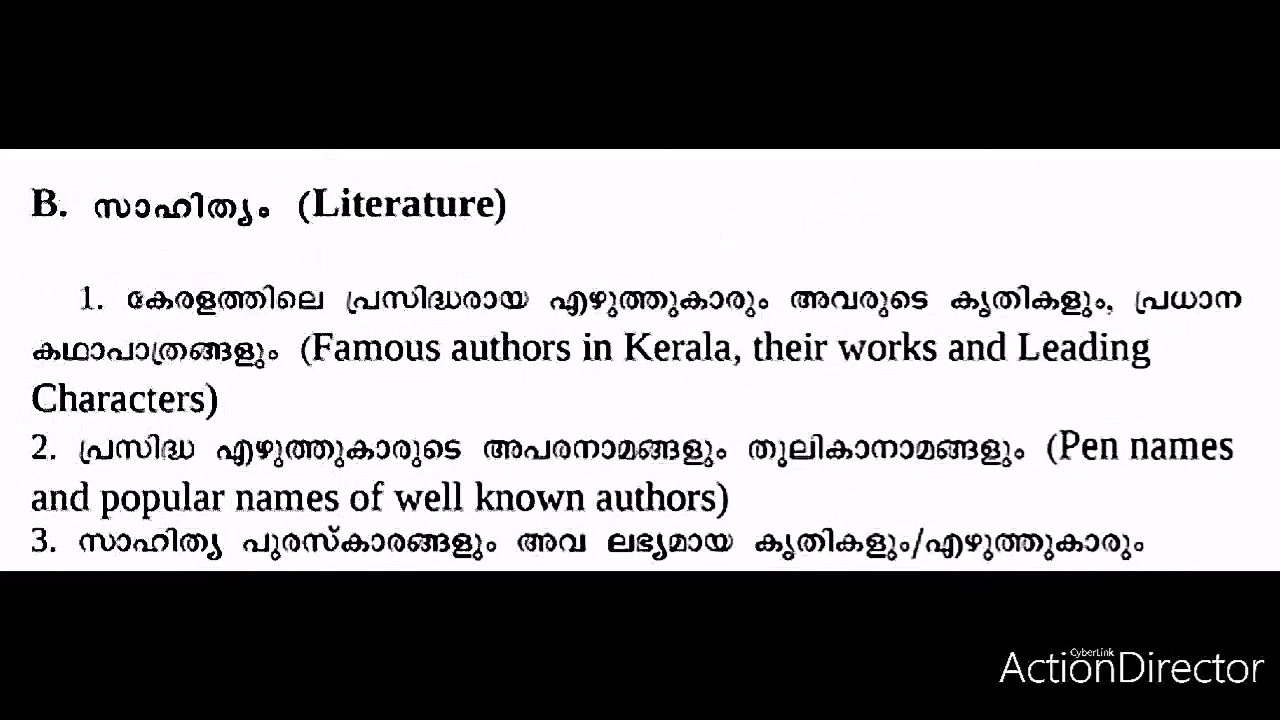 B. സാഹിത്യം (Literature)
1. കേരളത്തിലെ പ്രസിദ്ധരായ എഴുത്തുകാരും അവരുടെ കൃതികളും, പ്രധാന
കഥാപാത്രങ്ങളും (Famous authors in Kerala, their works and Leading
Characters)
2. പ്രസിദ്ധ എഴുത്തുകാരുടെ അപരനാമങ്ങളും തുലികാനാമങ്ങളും (Pen names
and popular names of well known authors)
3. സാഹിത്യ പുരസ്കാരങ്ങളും അവ ലഭ്യമായ കൃതികളും/എഴുത്തുകാരും
CyberLink
ActionDirector